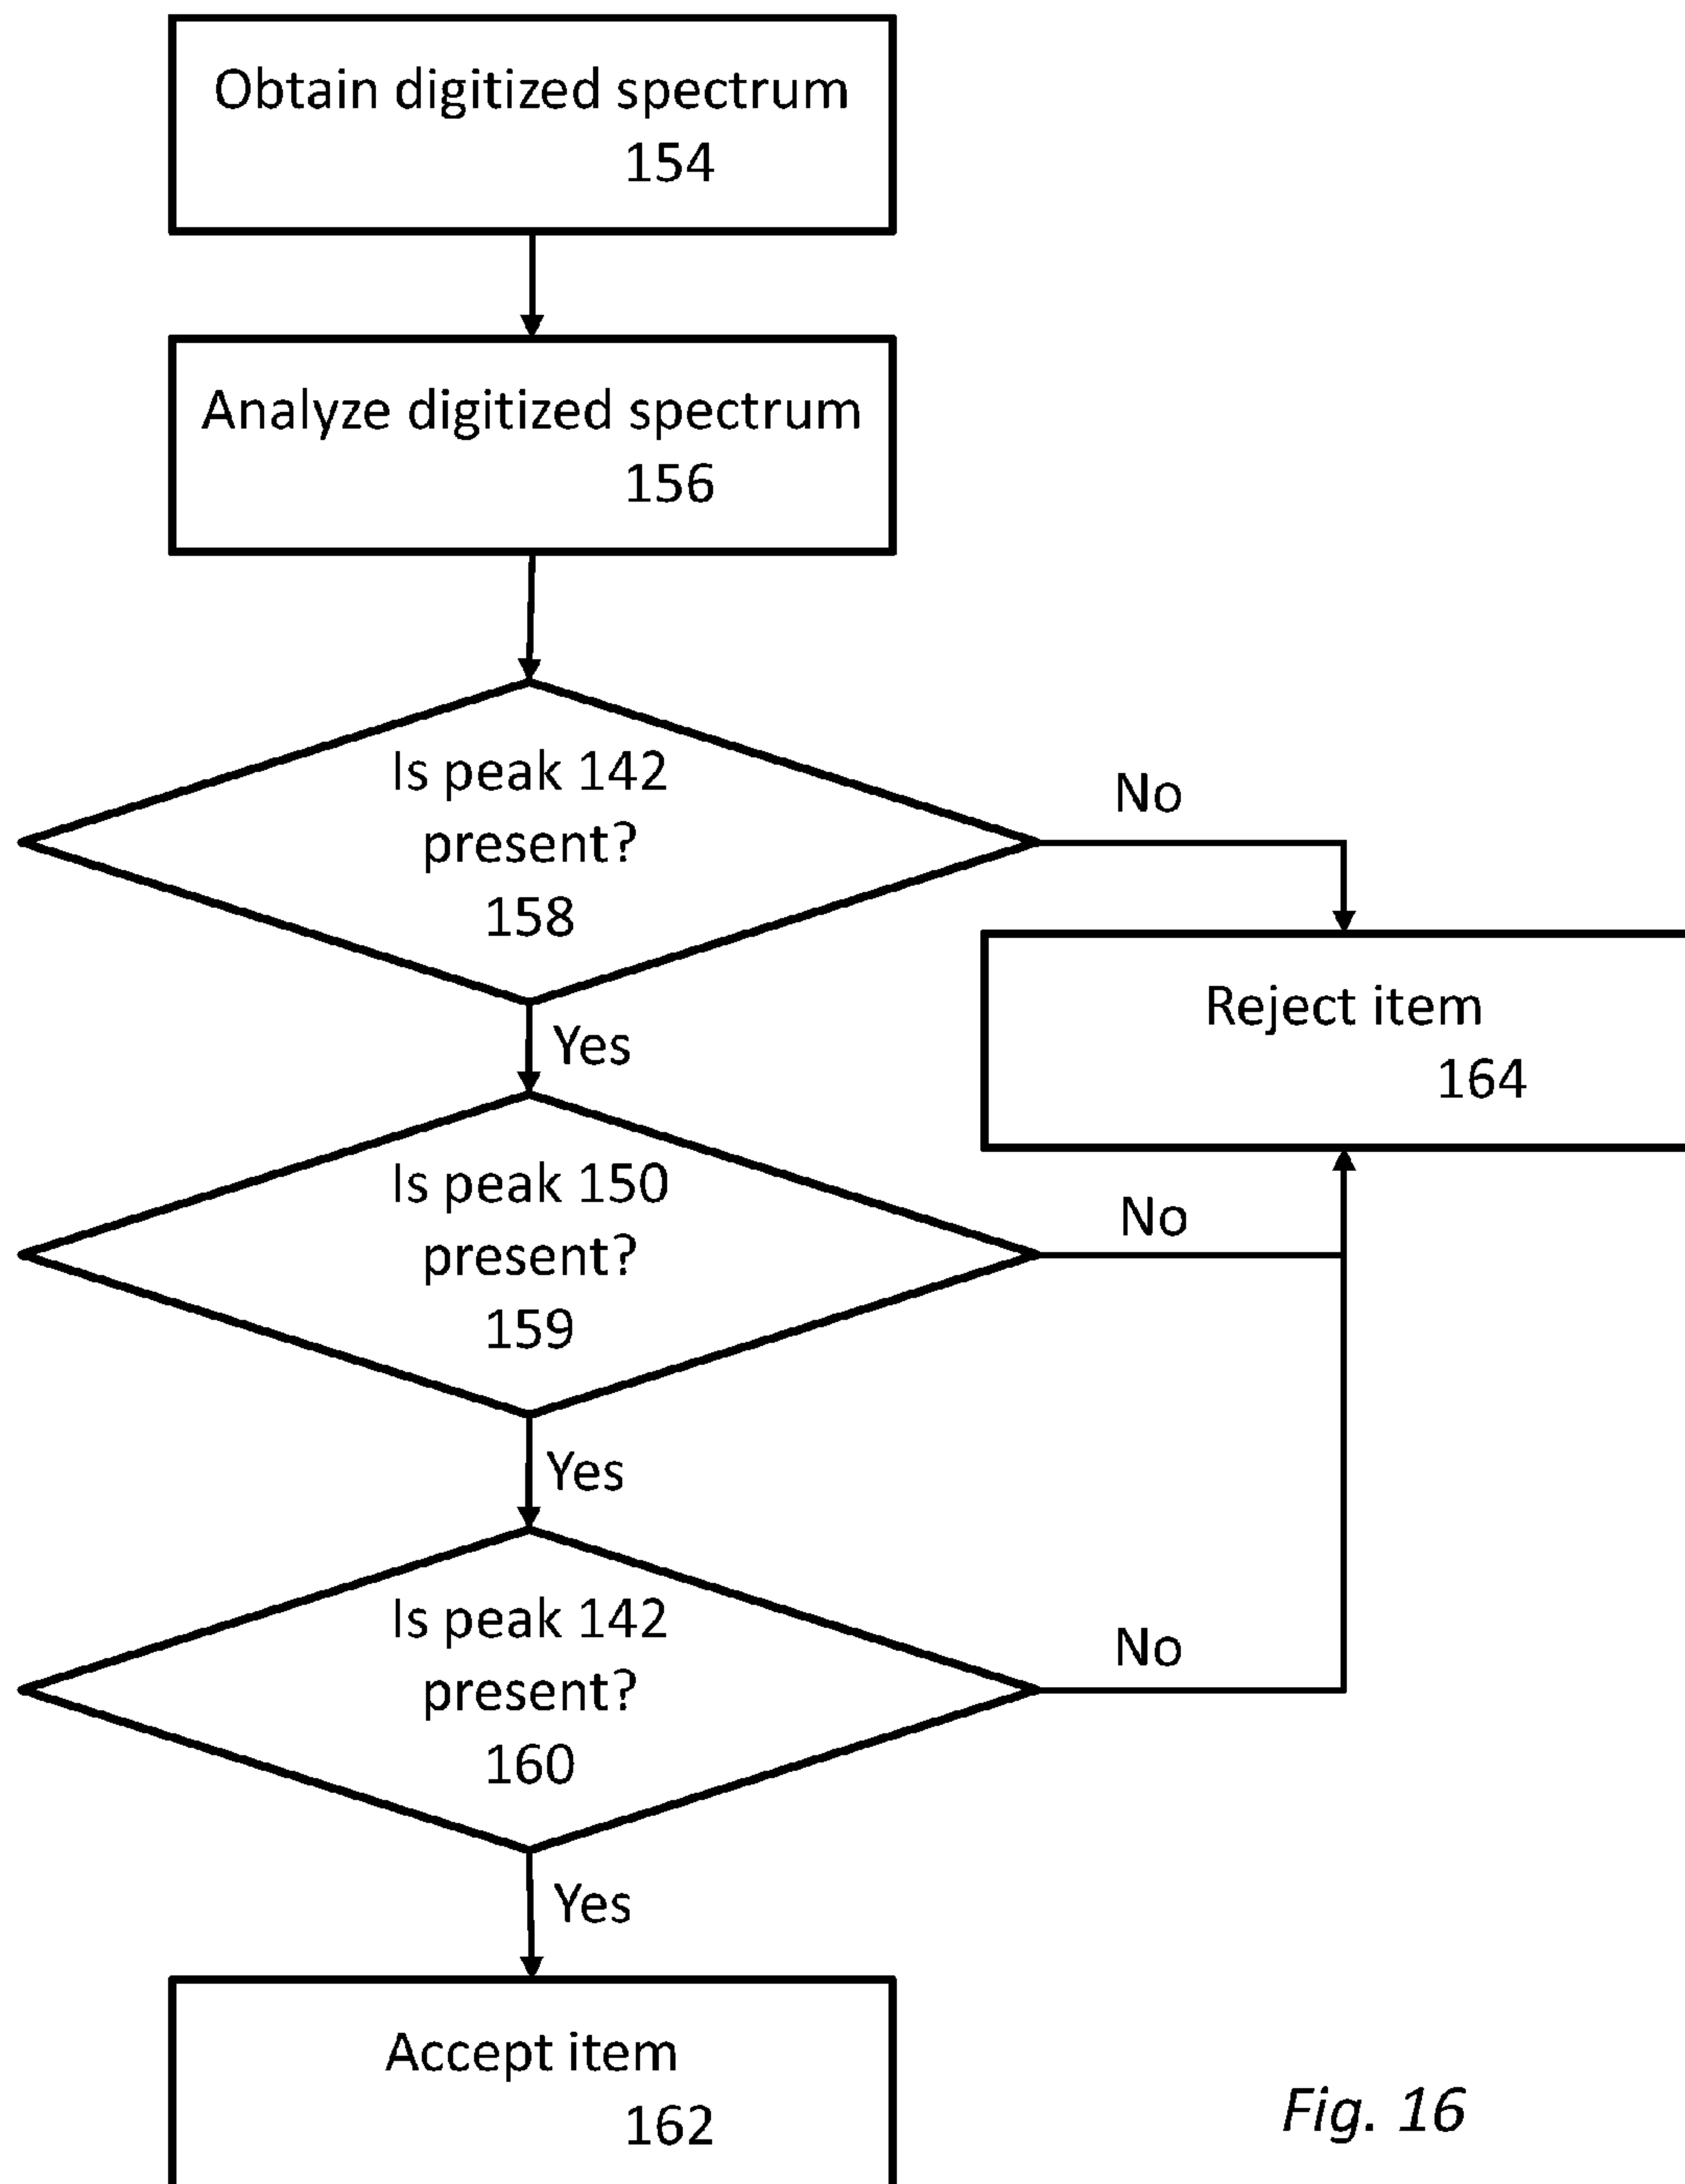 Obtain digitized spectrum
154
Analyze digitized spectrum
156
Is peak 142
present?
158
No
Reject item
164
Yes
Is peak 150
present?
159
No
Yes
Is peak 142
present?
160
No
Yes
Accept item
162
Fig. 16